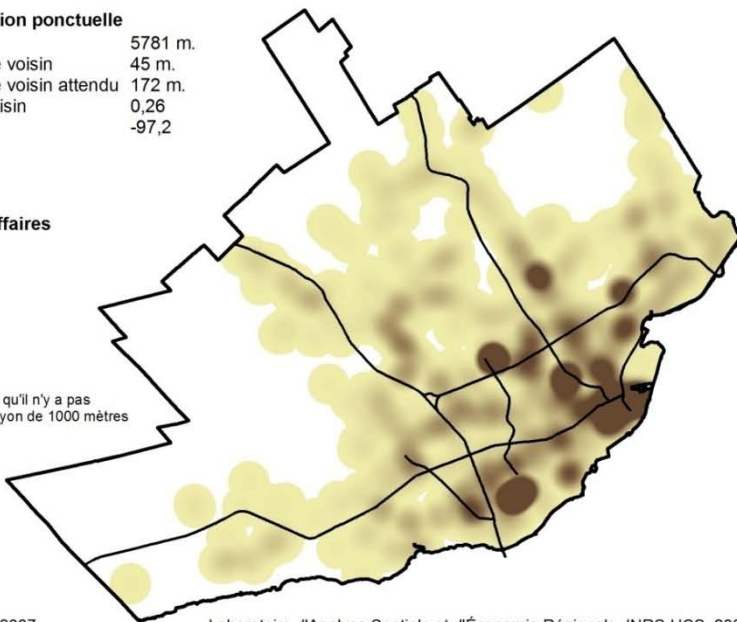 ion ponctuelle
5781 m.
e voisin 45 m.
e voisin attendu 172 m.
isin 0,26
-97,2
ffaires
qu'il n'y a pas
yon de 1000 mètres